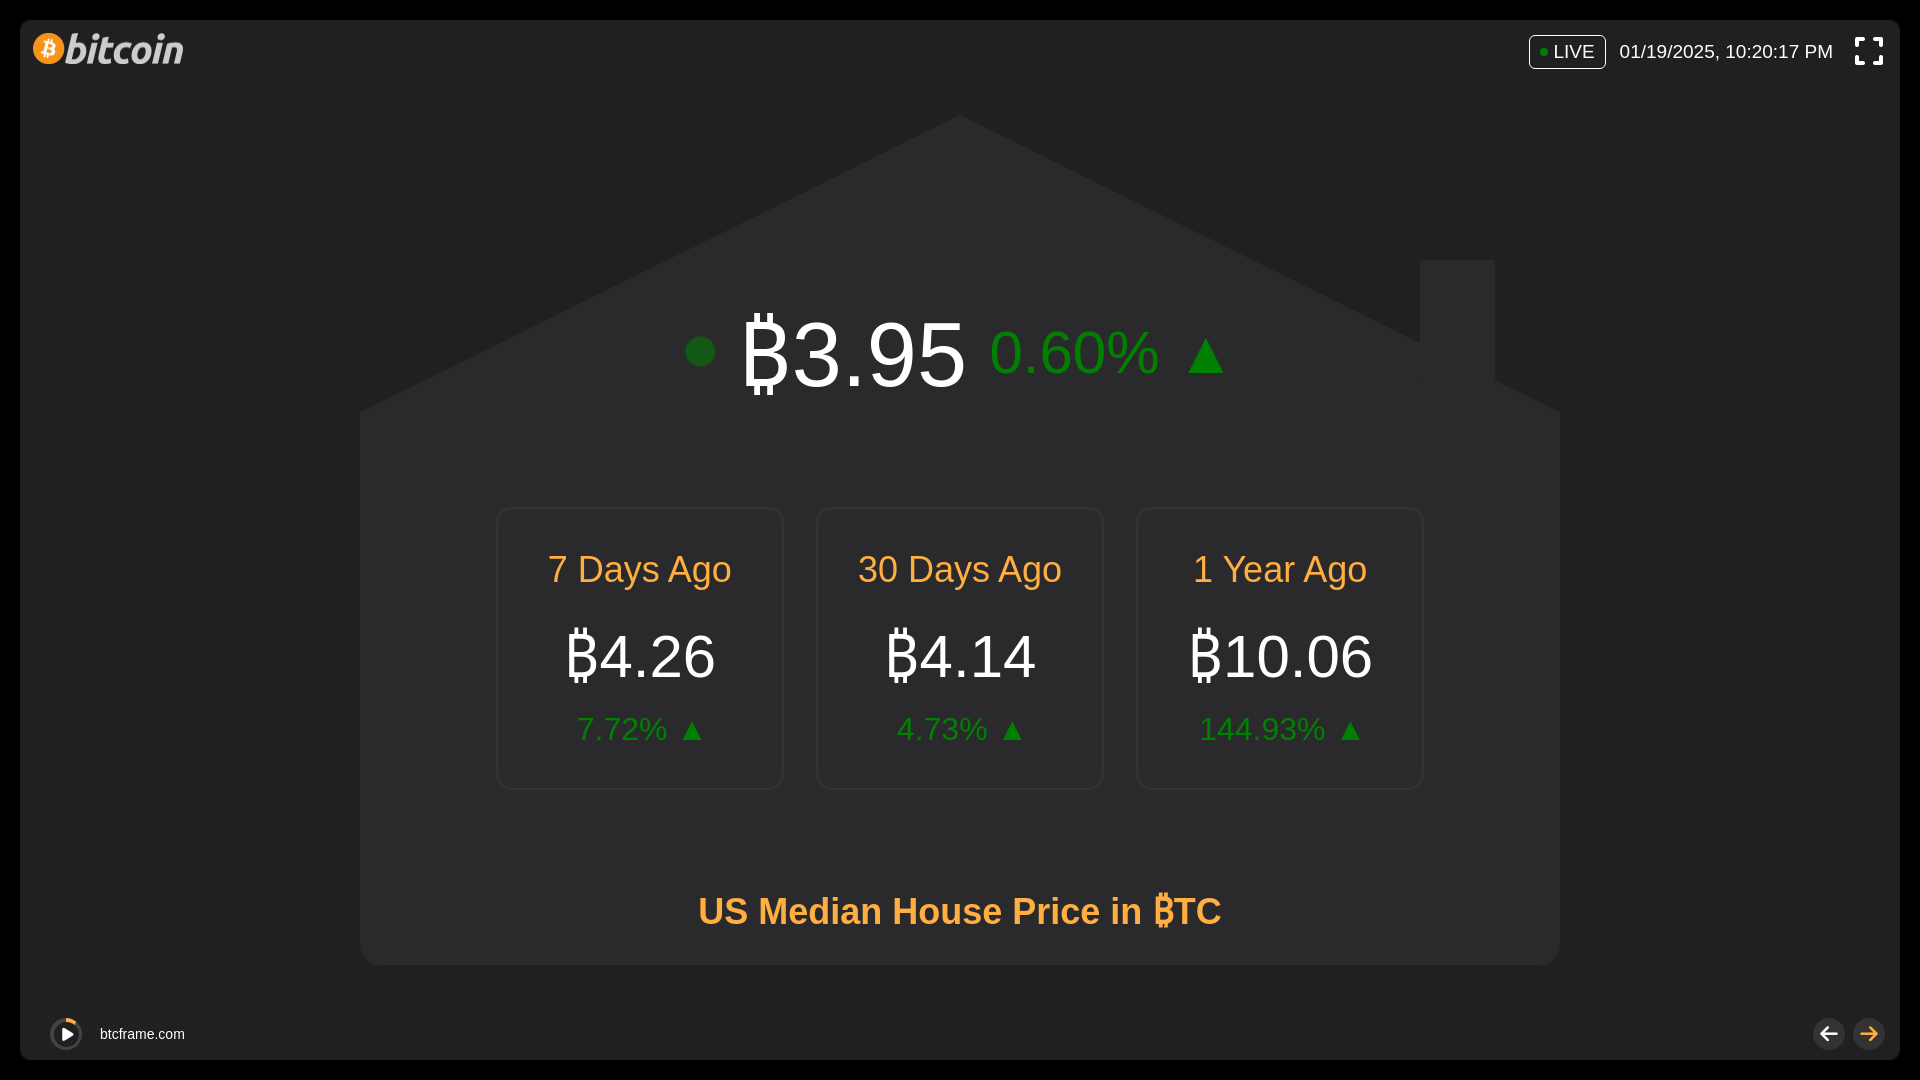 bitcoin
LIVE 01/19/2025, 10:20:17 PM
₿3.95 0.60% ▲
7 Days Ago
₿4.26
7.72% ▲
30 Days Ago
₿4.14
4.73% ▲
1 Year Ago
₿10.06
144.93% ▲
US Median House Price in ₿TC
btcframe.com